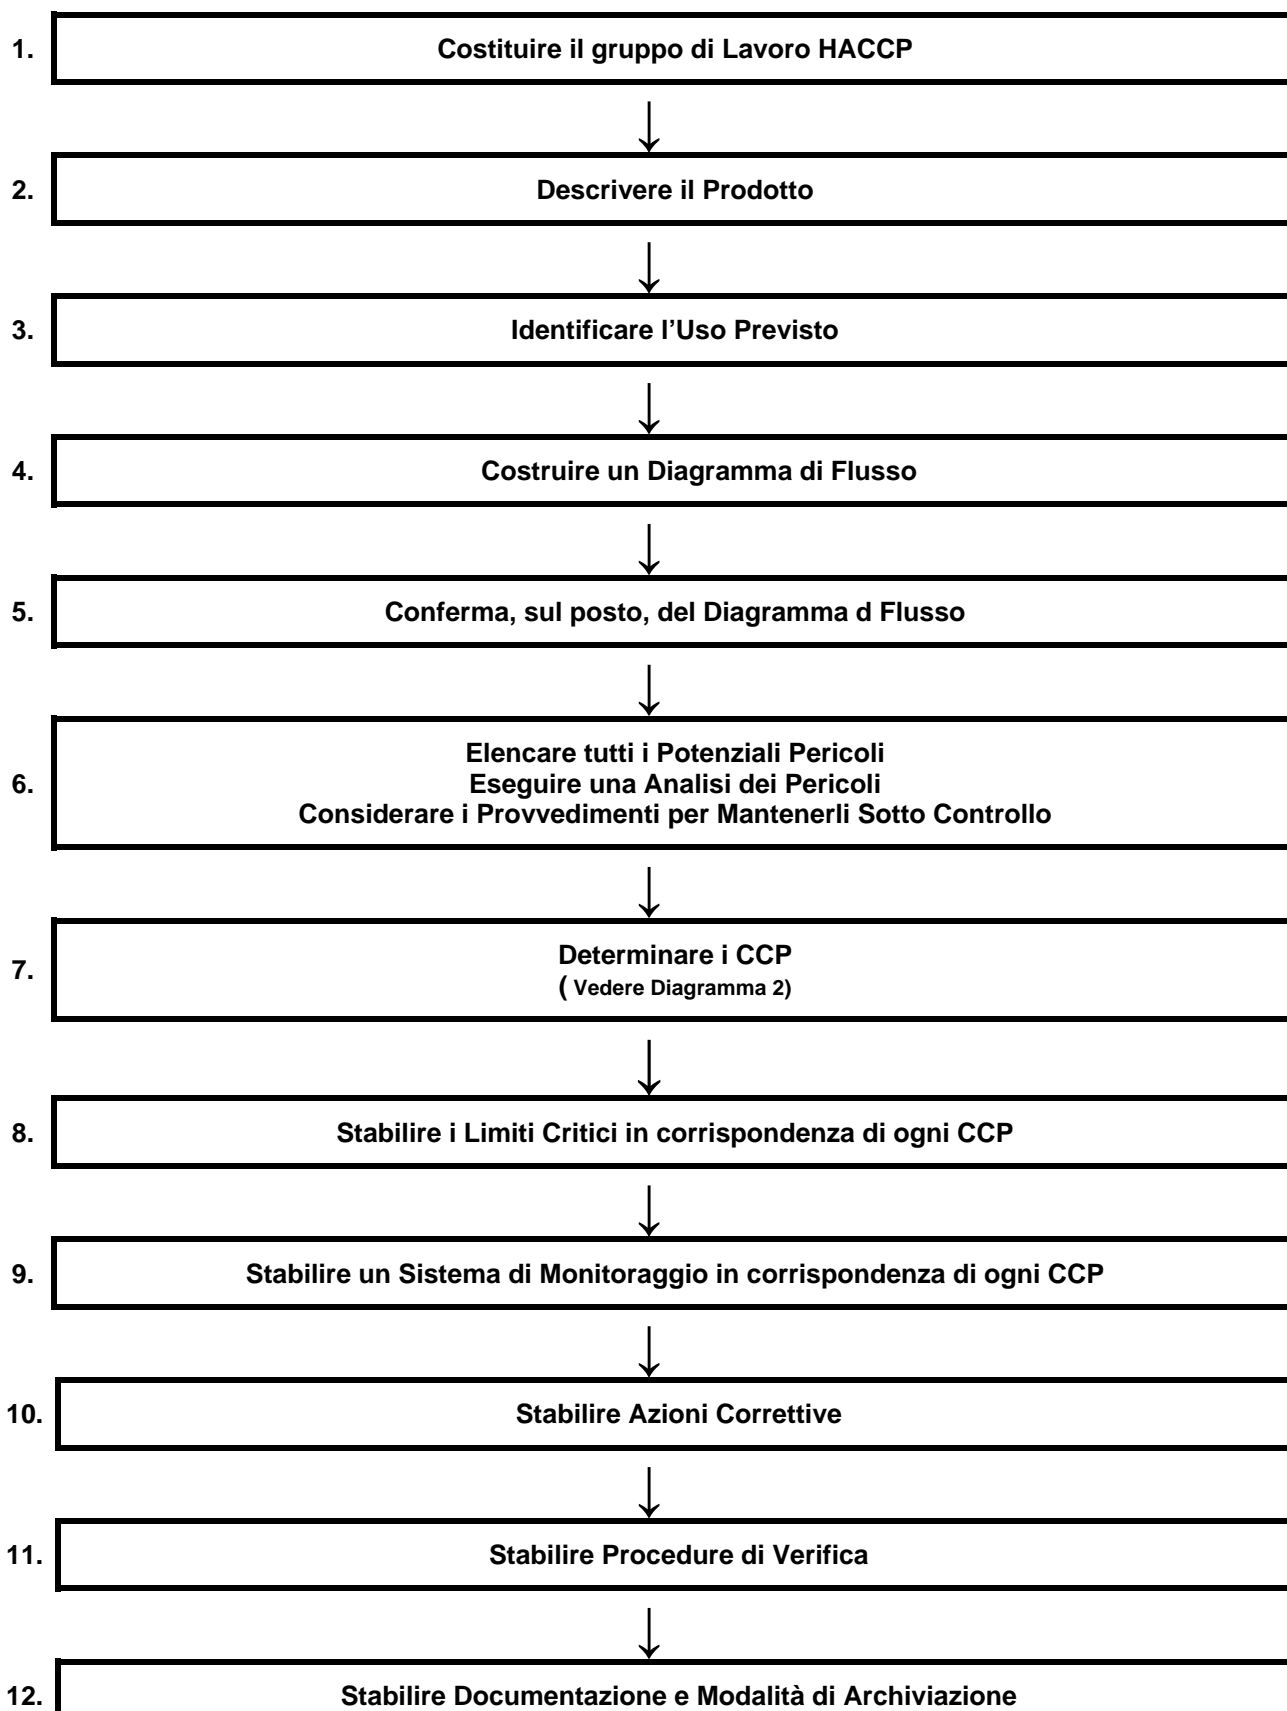 1. Costituire il gruppo di Lavoro HACCP
2. Descrivere il Prodotto
3. Identificare l’Uso Previsto
4. Costruire un Diagramma di Flusso
5. Conferma, sul posto, del Diagramma d Flusso
Elencare tutti i Potenziali Pericoli
6. Eseguire una Analisi dei Pericoli
Considerare i Provvedimenti per Mantenerli Sotto Controllo
7. Determinare i CCP
( Vedere Diagramma 2)
8. Stabilire i Limiti Critici in corrispondenza di ogni CCP
9. Stabilire un Sistema di Monitoraggio in corrispondenza di ogni CCP
10. Stabilire Azioni Correttive
11. Stabilire Procedure di Verifica
12. Stabilire Documentazione e Modalità di Archiviazione